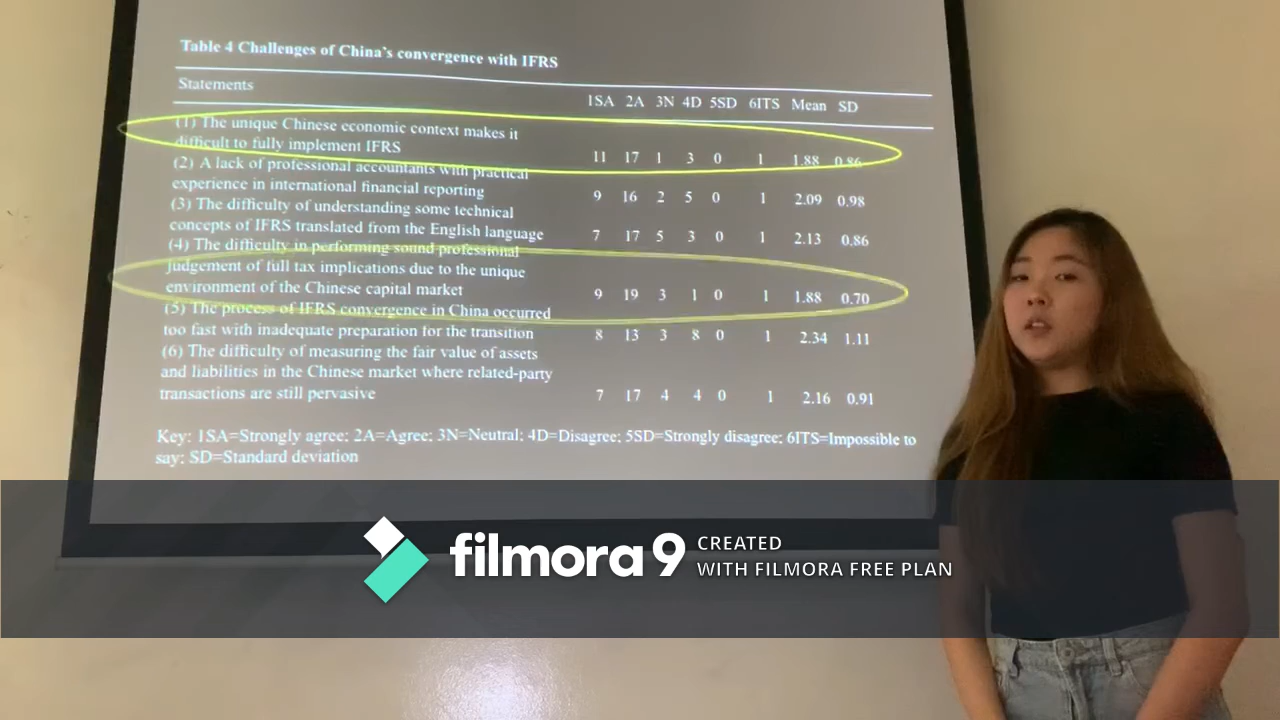 Table 4 Challenges of China's convergence with IFRS
Statements 1SA 2A 3N 4D 5SD 6ITS Mean SD
(1) The unique Chinese economic context makes it
difficult to fully implement IFRS 11 17 1 3 0 1 1.88 0.86
(2) A lack of professional accountants with practical
experience in international financial reporting 9 16 2 5 0 1 2.09 0.98
(3) The difficulty of understanding some technical
concepts of IFRS translated from the English language 7 17 5 3 0 1 2.13 0.86
(4) The difficulty in performing sound professional
judgement of full tax implications due to the unique
environment of the Chinese capital market 9 19 3 1 0 1 1.88 0.70
(5) The process of IFRS convergence in China occurred
too fast with inadequate preparation for the transition 8 13 3 8 0 1 2.34 1.11
(6) The difficulty of measuring the fair value of assets
and liabilities in the Chinese market where related-party
transactions are still pervasive 7 17 4 4 0 1 2.16 0.91
Key: 1SA=Strongly agree; 2A=Agree; 3N=Neutral; 4D=Disagree; 5SD=Strongly disagree; 6ITS=Impossible to
say; SD=Standard deviation
filmora9 CREATED
WITH FILMORA FREE PLAN